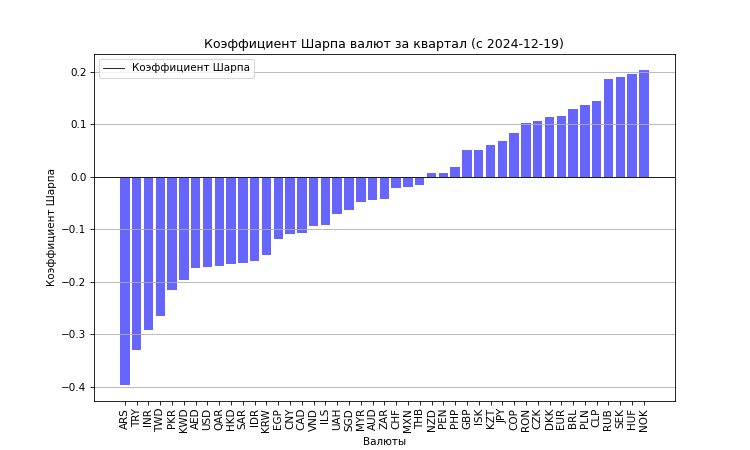 Коэффициент Шарпа валют за квартал (с 2024-12-19)
Коэффициент Шарпа
0.2
0.1
0.0
−0.1
−0.2
−0.3
−0.4
Коэффициент Шарпа
ARS TRY INR TWD PKR KWD AED USD QAR HKD SAR IDR KRW EGP CNY CAD VND ILS UAH SGD MYR AUD ZAR CHF MXN THB NZD PEN PHP GBP ISK KZT JPY COP RON CZK DKK EUR BRL PLN CLP RUB SEK HUF NOK
Валюты